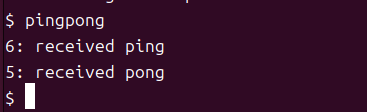 $ pingpong
6: received ping
5: received pong
$